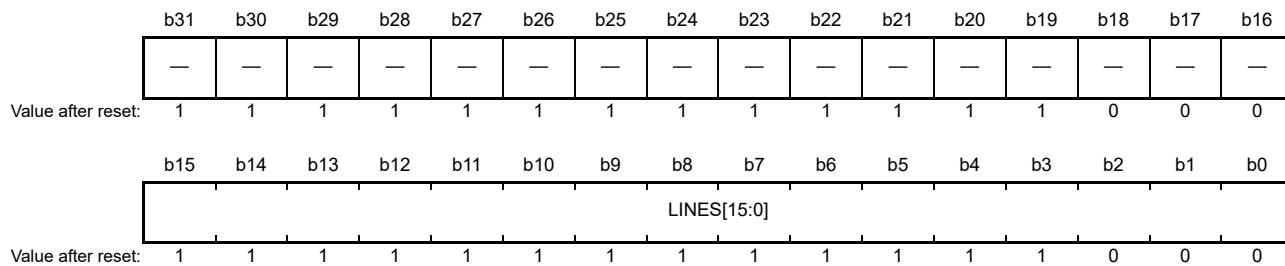 b31 b30 b29 b28 b27 b26 b25 b24 b23 b22 b21 b20 b19 b18 b17 b16
— — — — — — — — — — — — — — — —
Value after reset: 1 1 1 1 1 1 1 1 1 1 1 1 1 0 0 0
b15 b14 b13 b12 b11 b10 b9 b8 b7 b6 b5 b4 b3 b2 b1 b0
LINES[15:0]
Value after reset: 1 1 1 1 1 1 1 1 1 1 1 1 1 0 0 0